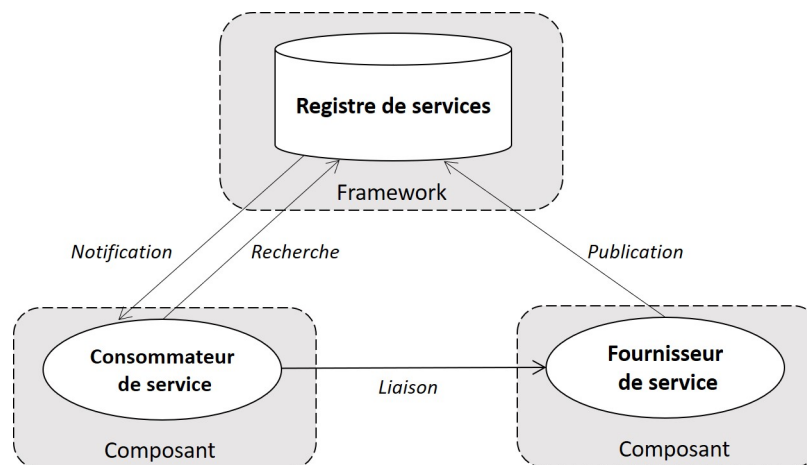 Registre de services
Framework
Notification
Recherche
Publication
Consommateur
de service
Liaison
Fournisseur
de service
Composant
Composant